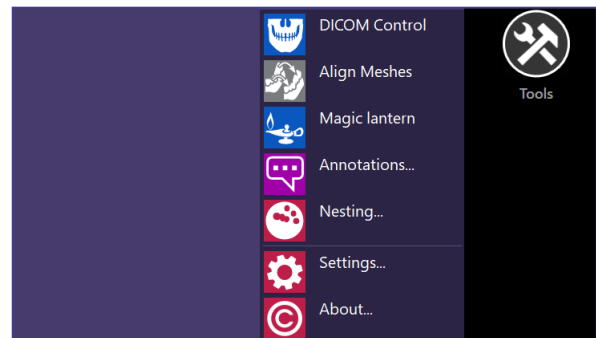 DICOM Control
Align Meshes
Magic lantern
Annotations...
Nesting...
Settings...
About...
Tools